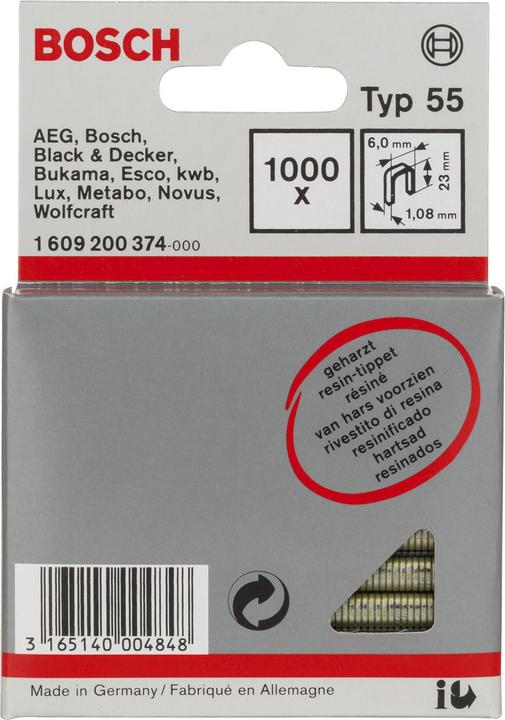 BOSCH
Typ 55
AEG, Bosch,
Black & Decker,
Bukama, Esco, kwb,
Lux, Metabo, Novus,
Wolfcraft
1 609 200 374-000
1000
x
6,0 mm
23 mm
1,08 mm
geharzt
resin-tippet
résiné
van hars voorzien
rivestito di resina
resinificado
hartsad
resinados
3 165140 004848
Made in Germany / Fabriqué en Allemagne